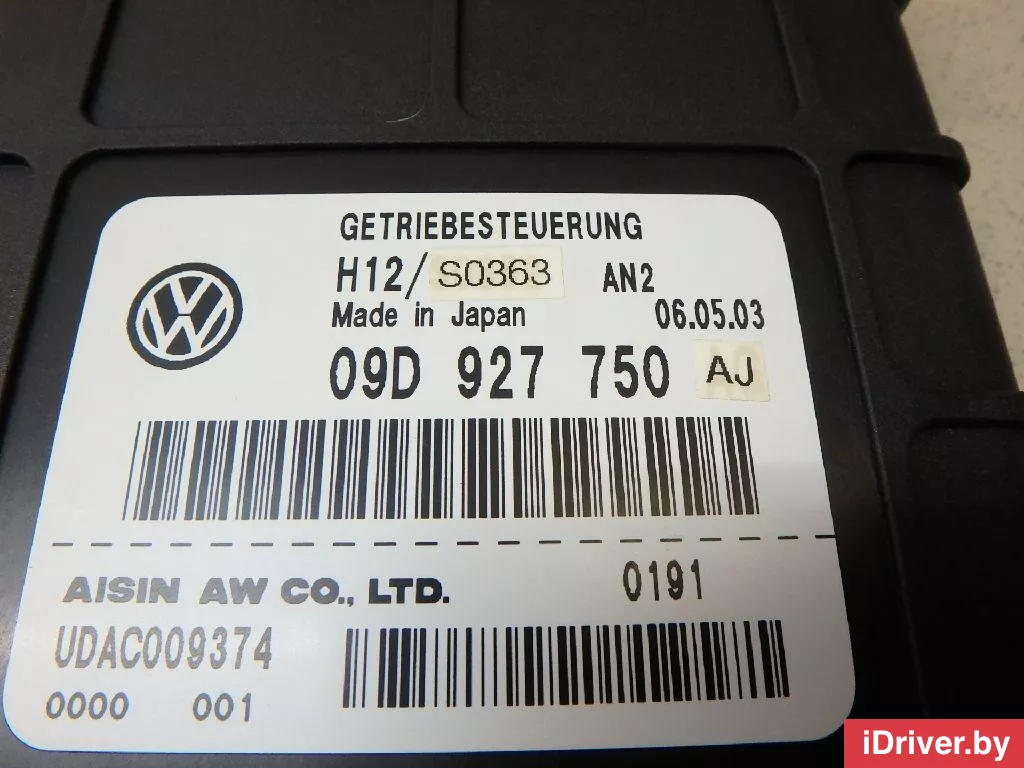 GETRIEBESTEUERUNG
H12/ S0363 AN2
Made in Japan 06.05.03
09D 927 750 AJ
AISIN AW CO., LTD. 0191
UDAC009374
0000 001
iDriver.by